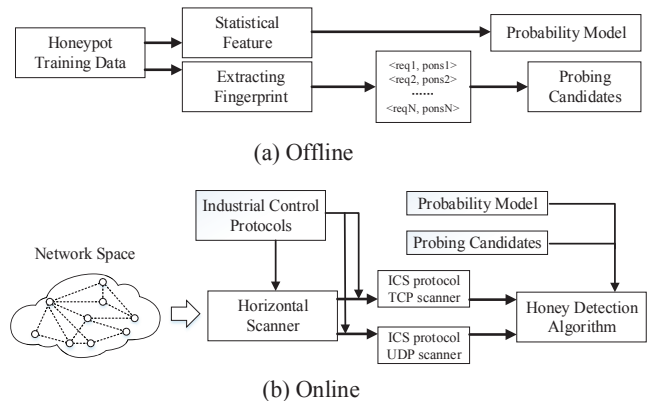 Honeypot
Training Data
Statistical
Feature
Probability Model
Extracting
Fingerprint
<req1, pons1>
<req2, pons2>
......
<reqN, ponsN>
Probing
Candidates
(a) Offline
Industrial Control
Protocols
Probability Model
Probing Candidates
Network Space
Horizontal
Scanner
ICS protocol
TCP scanner
ICS protocol
UDP scanner
Honey Detection
Algorithm
(b) Online